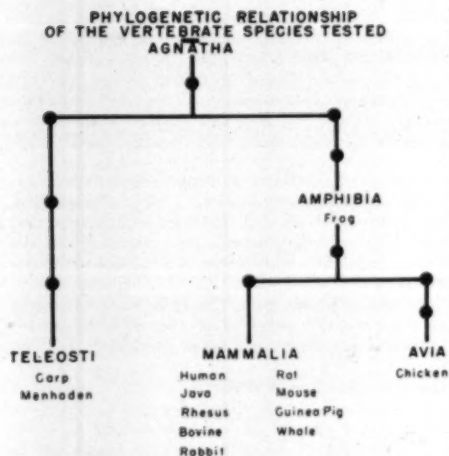 PHYLOGENETIC RELATIONSHIP
OF THE VERTEBRATE SPECIES TESTED
AGNATHA
AMPHIBIA
Frog
TELEOSTI
Carp
Menhaden
MAMMALIA
Human Rat
Java Mouse
Rhesus Guinea Pig
Bovine Whale
Rabbit
AVIA
Chicken